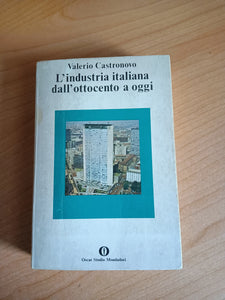 Valerio Castronovo
L'industria italiana
dall'ottocento a oggi
Oscar Studio Mondadori